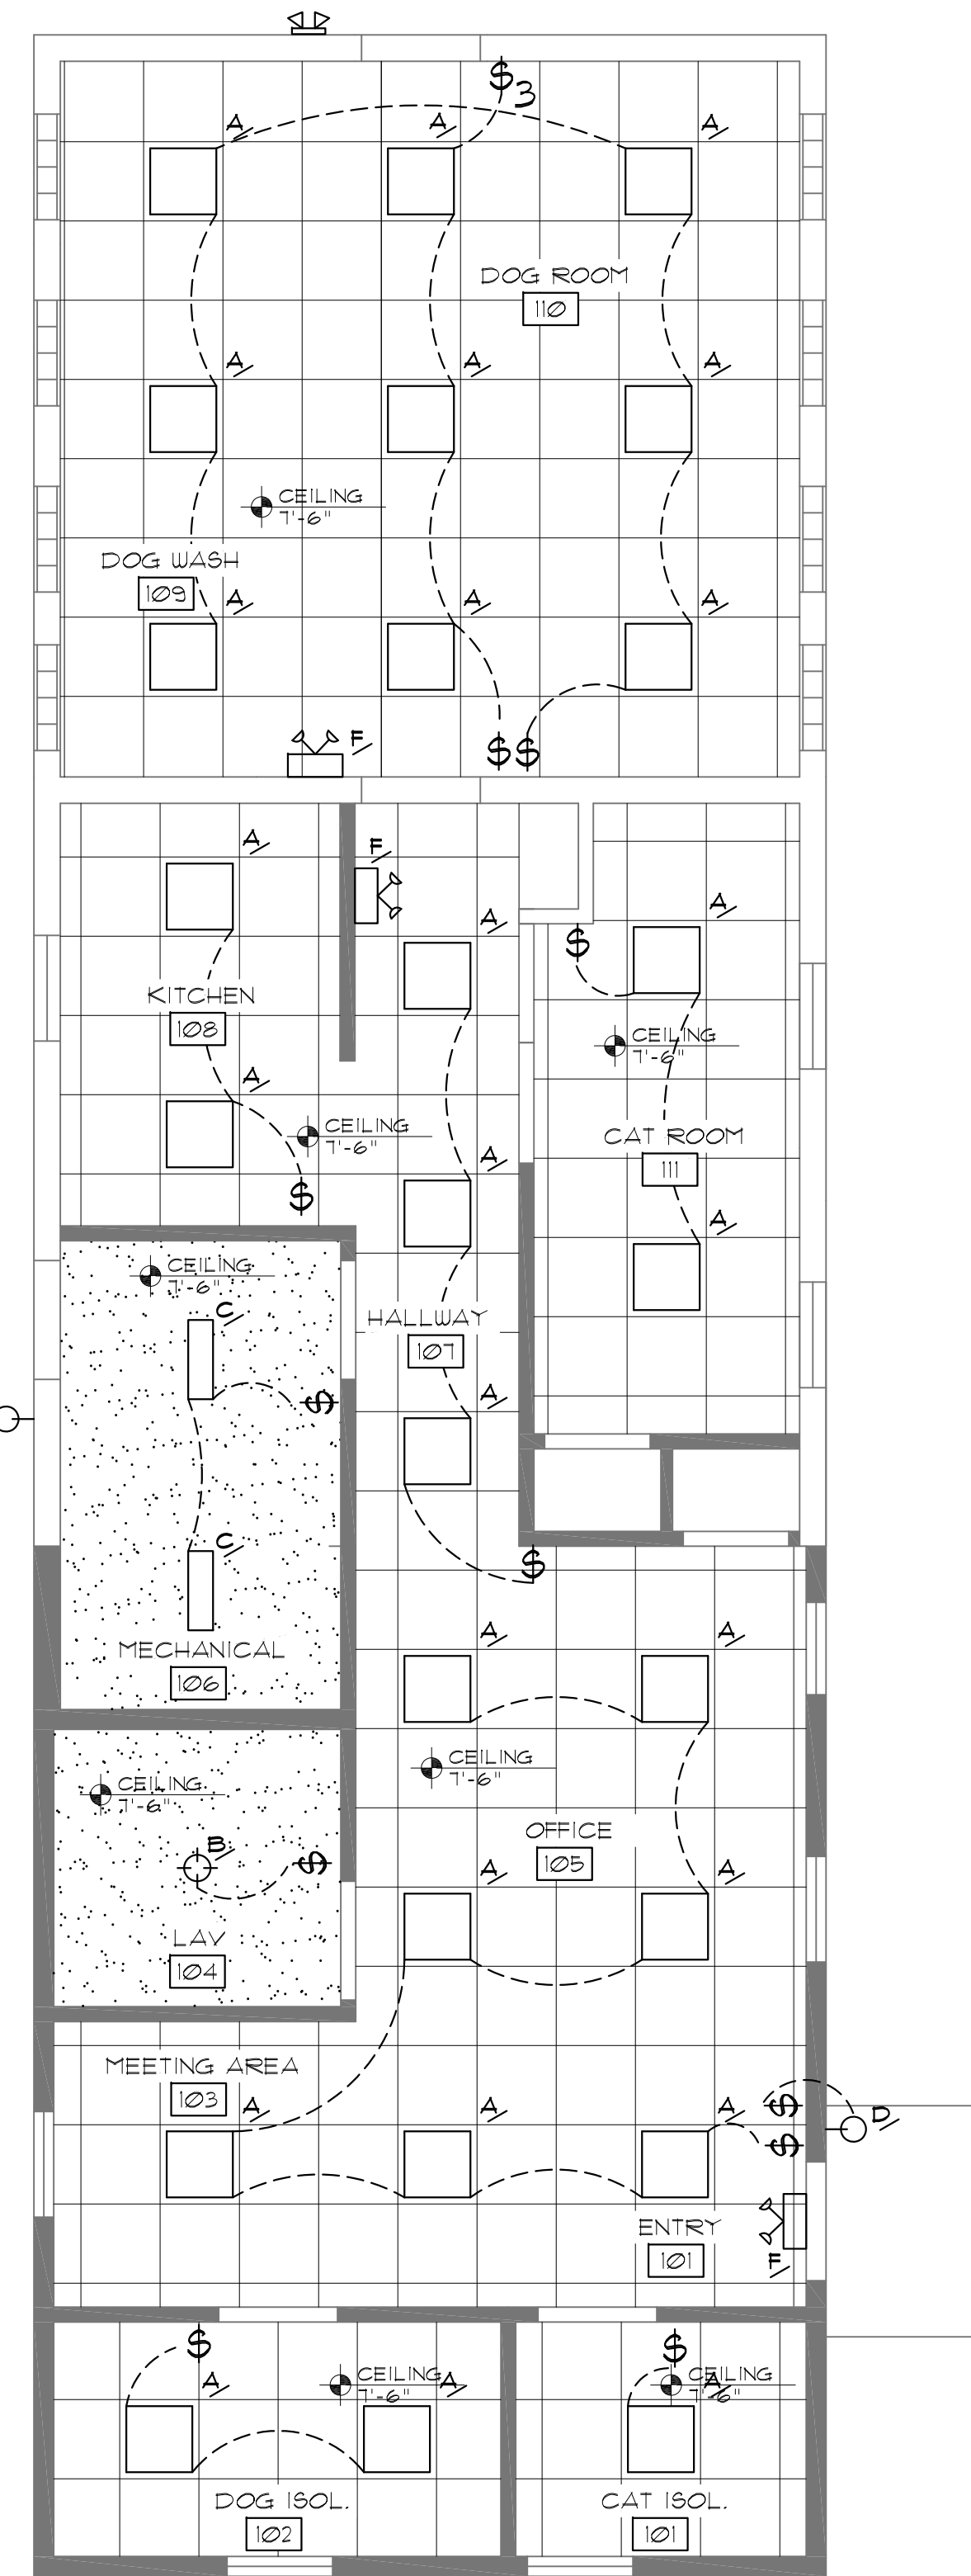 $3
A A A
DOG ROOM
110
A A A
CEILING
7'-6"
DOG WASH
109
A A A
F $ $
A F
A A
$
KITCHEN
108
CEILING
7'-6"
A
CEILING
7'-6"
CAT ROOM
111
A
$
A
CEILING
7'-6"
C
HALLWAY
107
$
A
C
$
MECHANICAL
106
A A
CEILING
7'-6"
CEILING
7'-6"
OFFICE
105
B $
A A
LAV
104
MEETING AREA
103
A A A
$
D
$
ENTRY
101
F
$ $
A
CEILING
7'-6"
A
CEILING
7'-6"
A
DOG ISOL.
102
CAT ISOL.
101